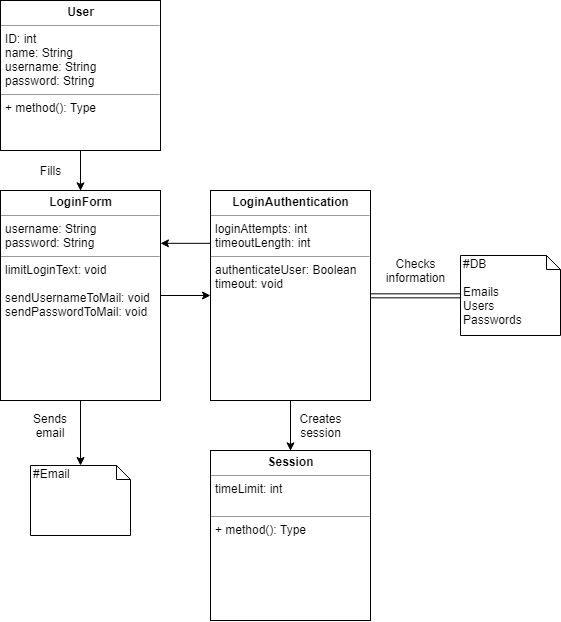 User
ID: int
name: String
username: String
password: String
+ method(): Type
Fills
LoginForm
username: String
password: String
limitLoginText: void
sendUsernameToMail: void
sendPasswordToMail: void
LoginAuthentication
loginAttempts: int
timeoutLength: int
authenticateUser: Boolean
timeout: void
Checks
information
#DB
Emails
Users
Passwords
Sends
email
#Email
Creates
session
Session
timeLimit: int
+ method(): Type